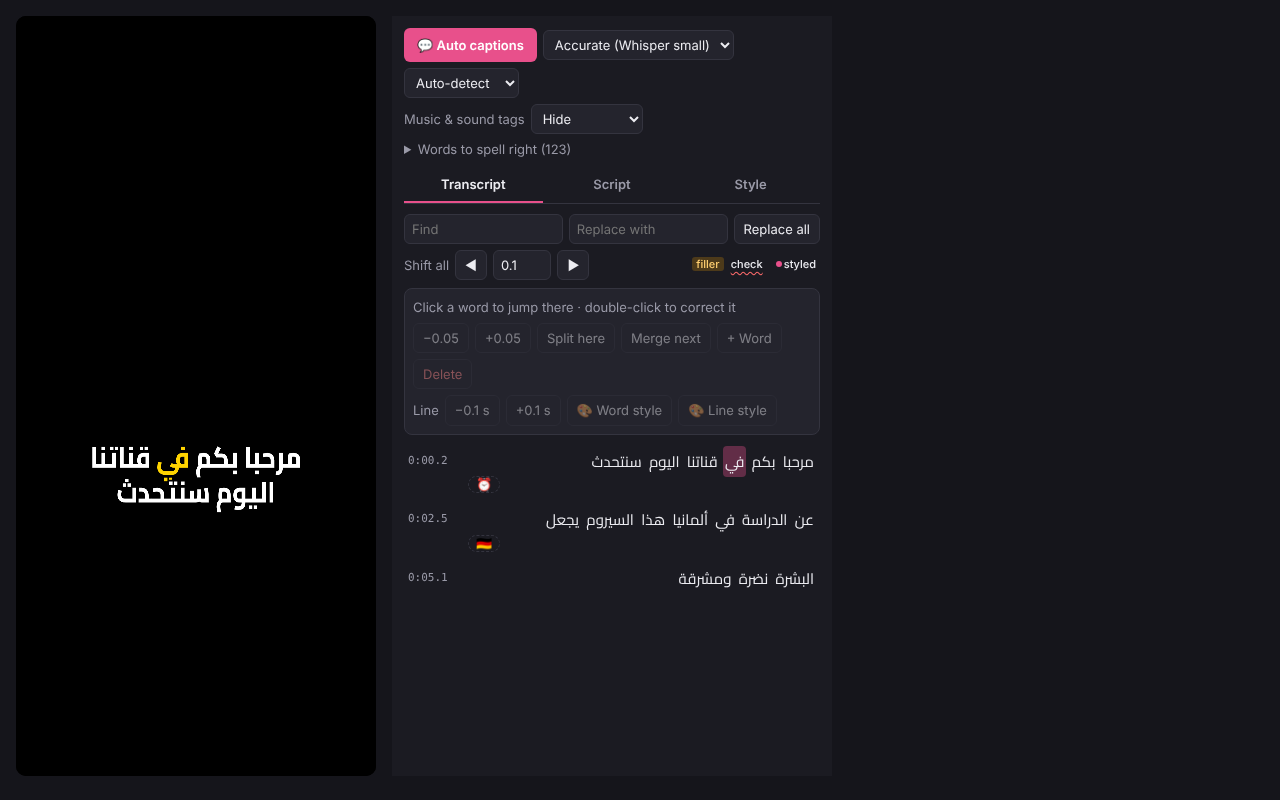 💬 Auto captions
Accurate (Whisper small)
Auto-detect
Music & sound tags Hide
▶ Words to spell right (123)
Transcript Script Style
Find Replace with Replace all
Shift all ◀ 0.1 ▶ filler check styled
Click a word to jump there · double-click to correct it
−0.05 +0.05 Split here Merge next + Word
Delete
Line −0.1 s +0.1 s 🎨 Word style 🎨 Line style
0:00.2 مرحبا بكم في قناتنا اليوم سنتحدث
⏰
0:02.5 عن الدراسة في ألمانيا هذا السيروم يجعل
🇩🇪
0:05.1 البشرة نضرة ومشرقة
مرحبا بكم في قناتنا
اليوم سنتحدث